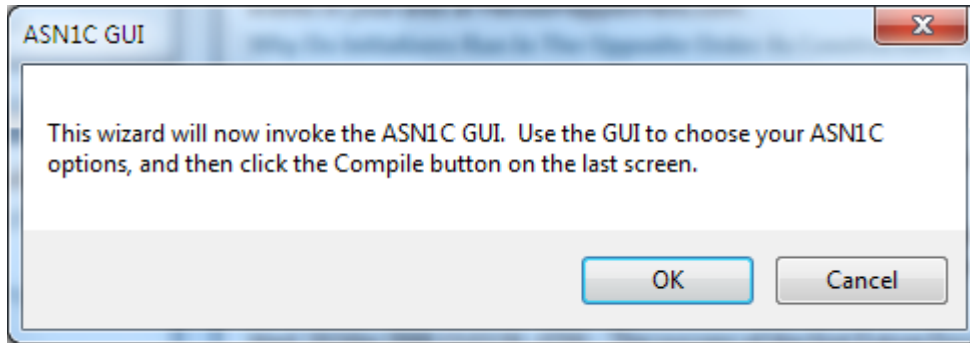 ASN1C GUI
This wizard will now invoke the ASN1C GUI.  Use the GUI to choose your ASN1C
options, and then click the Compile button on the last screen.
OK
Cancel